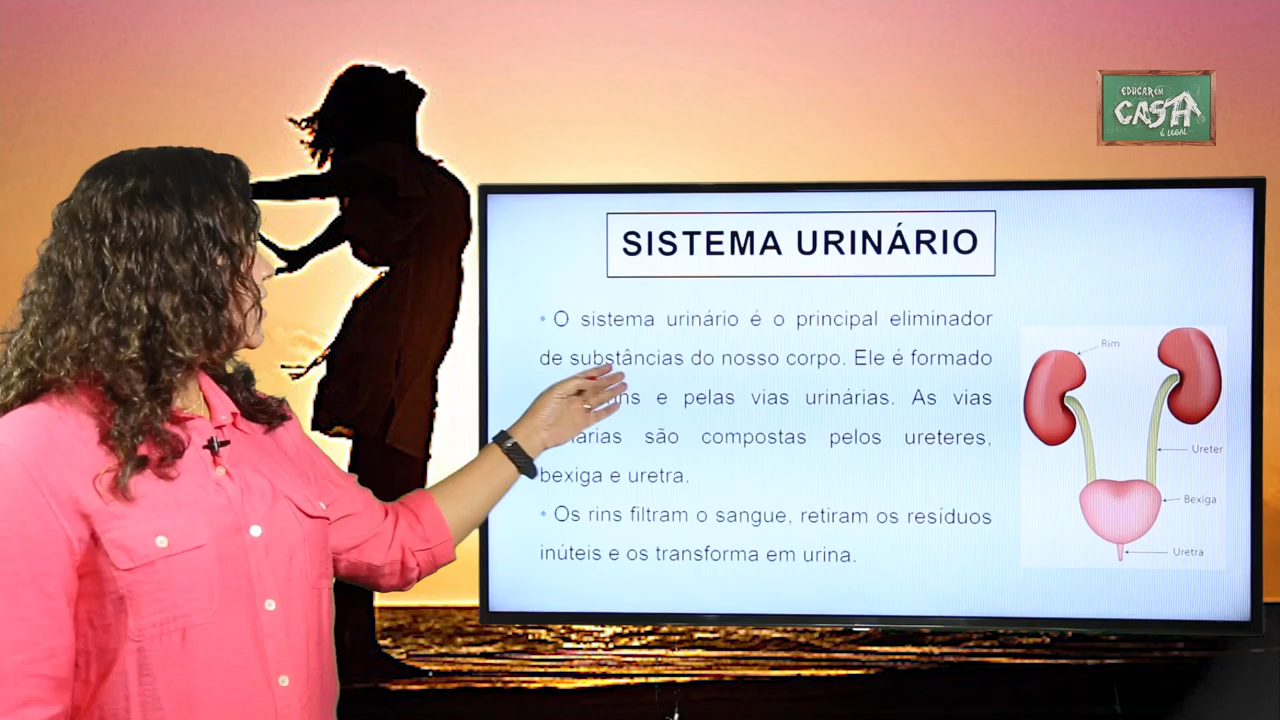 EDUCAR EM
CASA
É LEGAL
SISTEMA URINÁRIO
• O sistema urinário é o principal eliminador
de substâncias do nosso corpo. Ele é formado
e pelas vias urinárias. As vias
são compostas pelos ureteres,
bexiga e uretra.
• Os rins filtram o sangue, retiram os resíduos
inúteis e os transforma em urina.
Rim
Ureter
Bexiga
Uretra